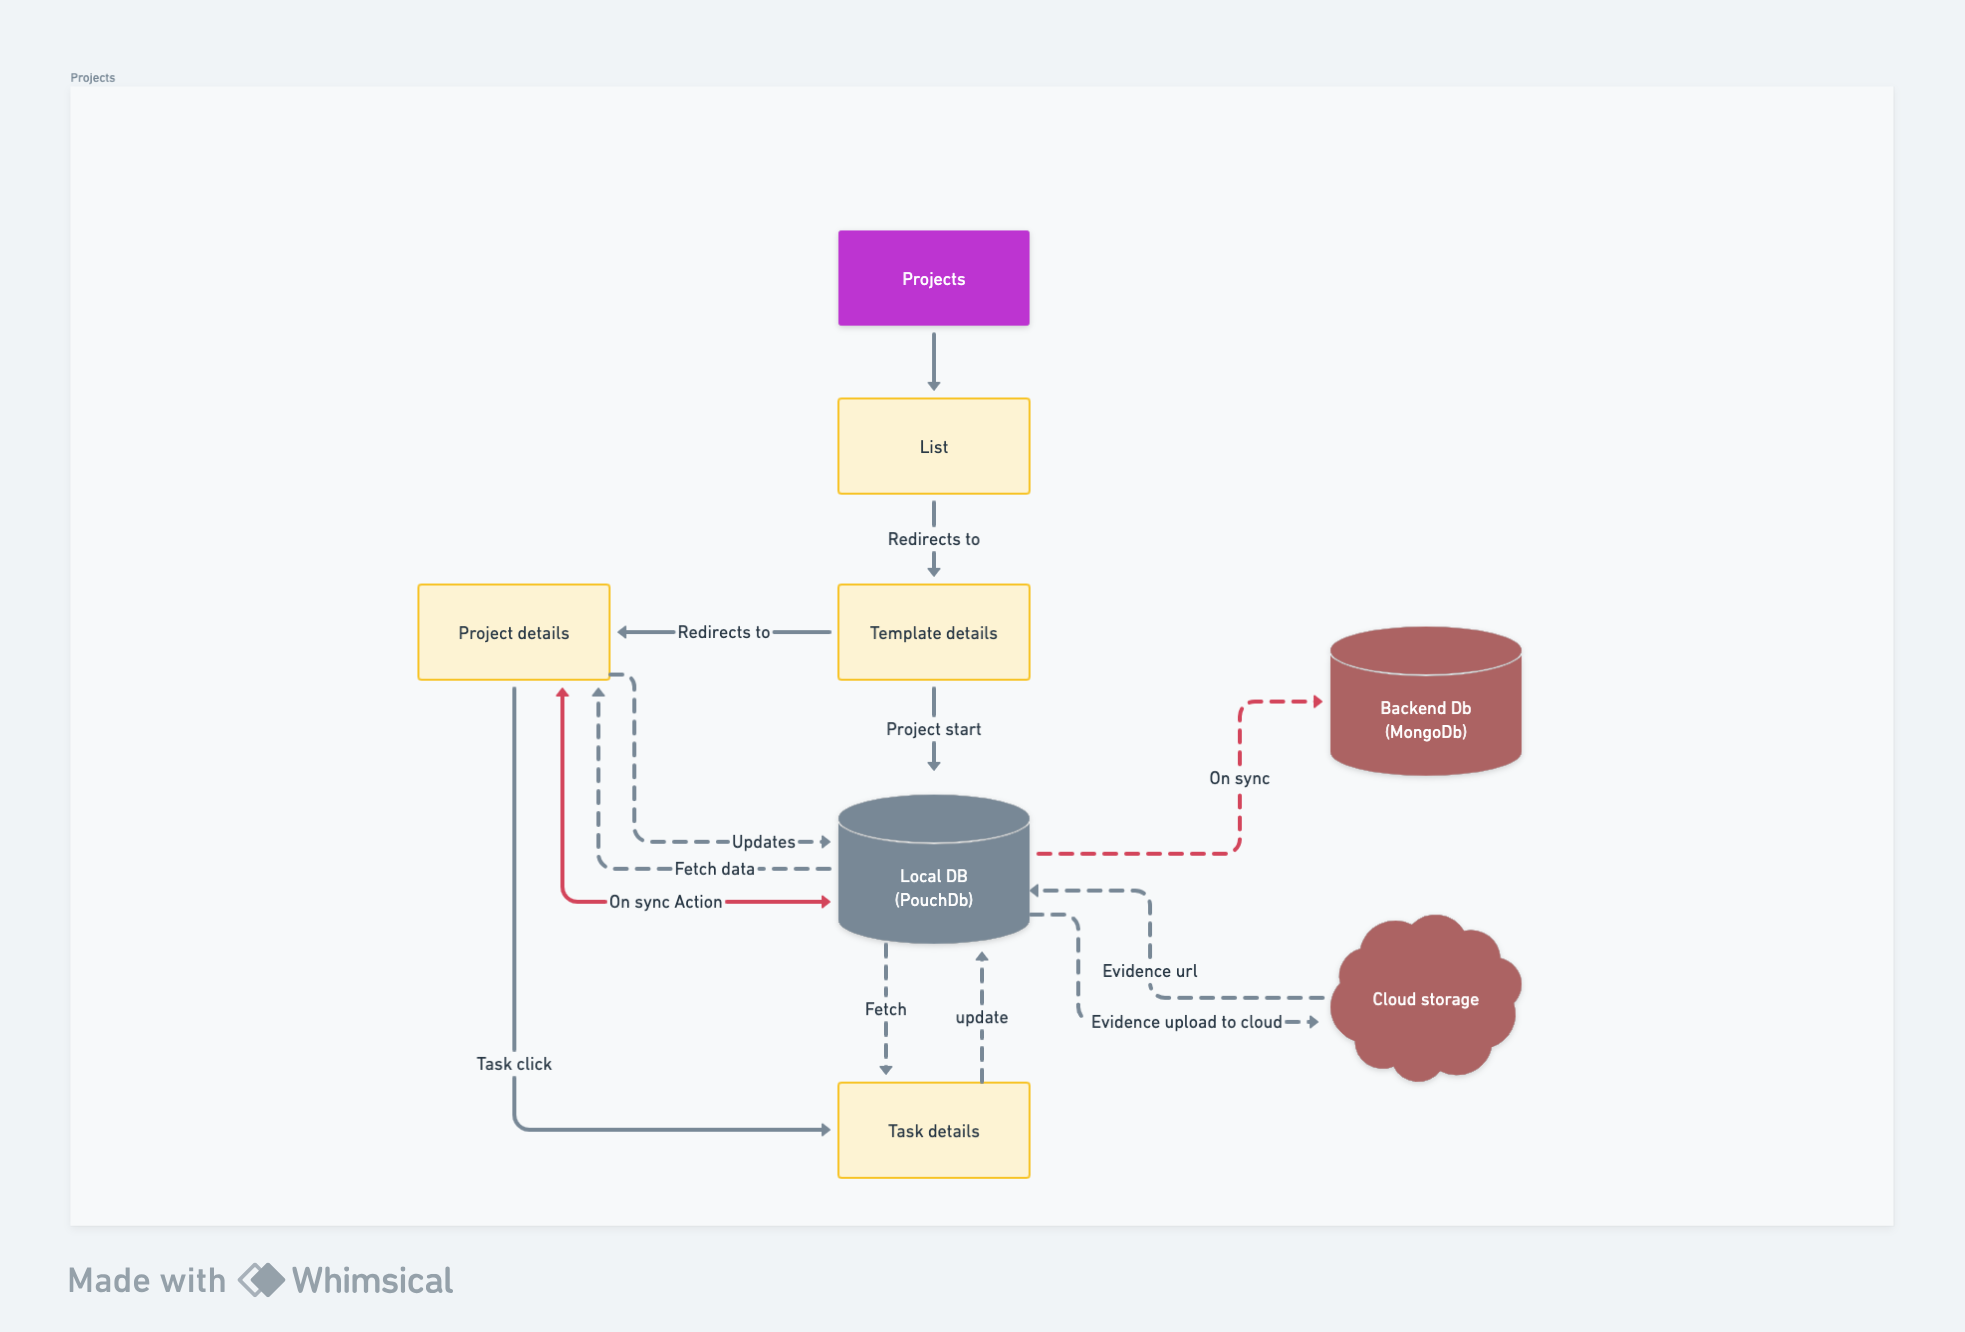 Projects
Projects
List
Redirects to
Project details
Redirects to
Template details
Project start
Backend Db
(MongoDb)
On sync
Updates
Fetch data
On sync Action
Local DB
(PouchDb)
Evidence url
Cloud storage
Evidence upload to cloud
Fetch
update
Task click
Task details
Made with Whimsical